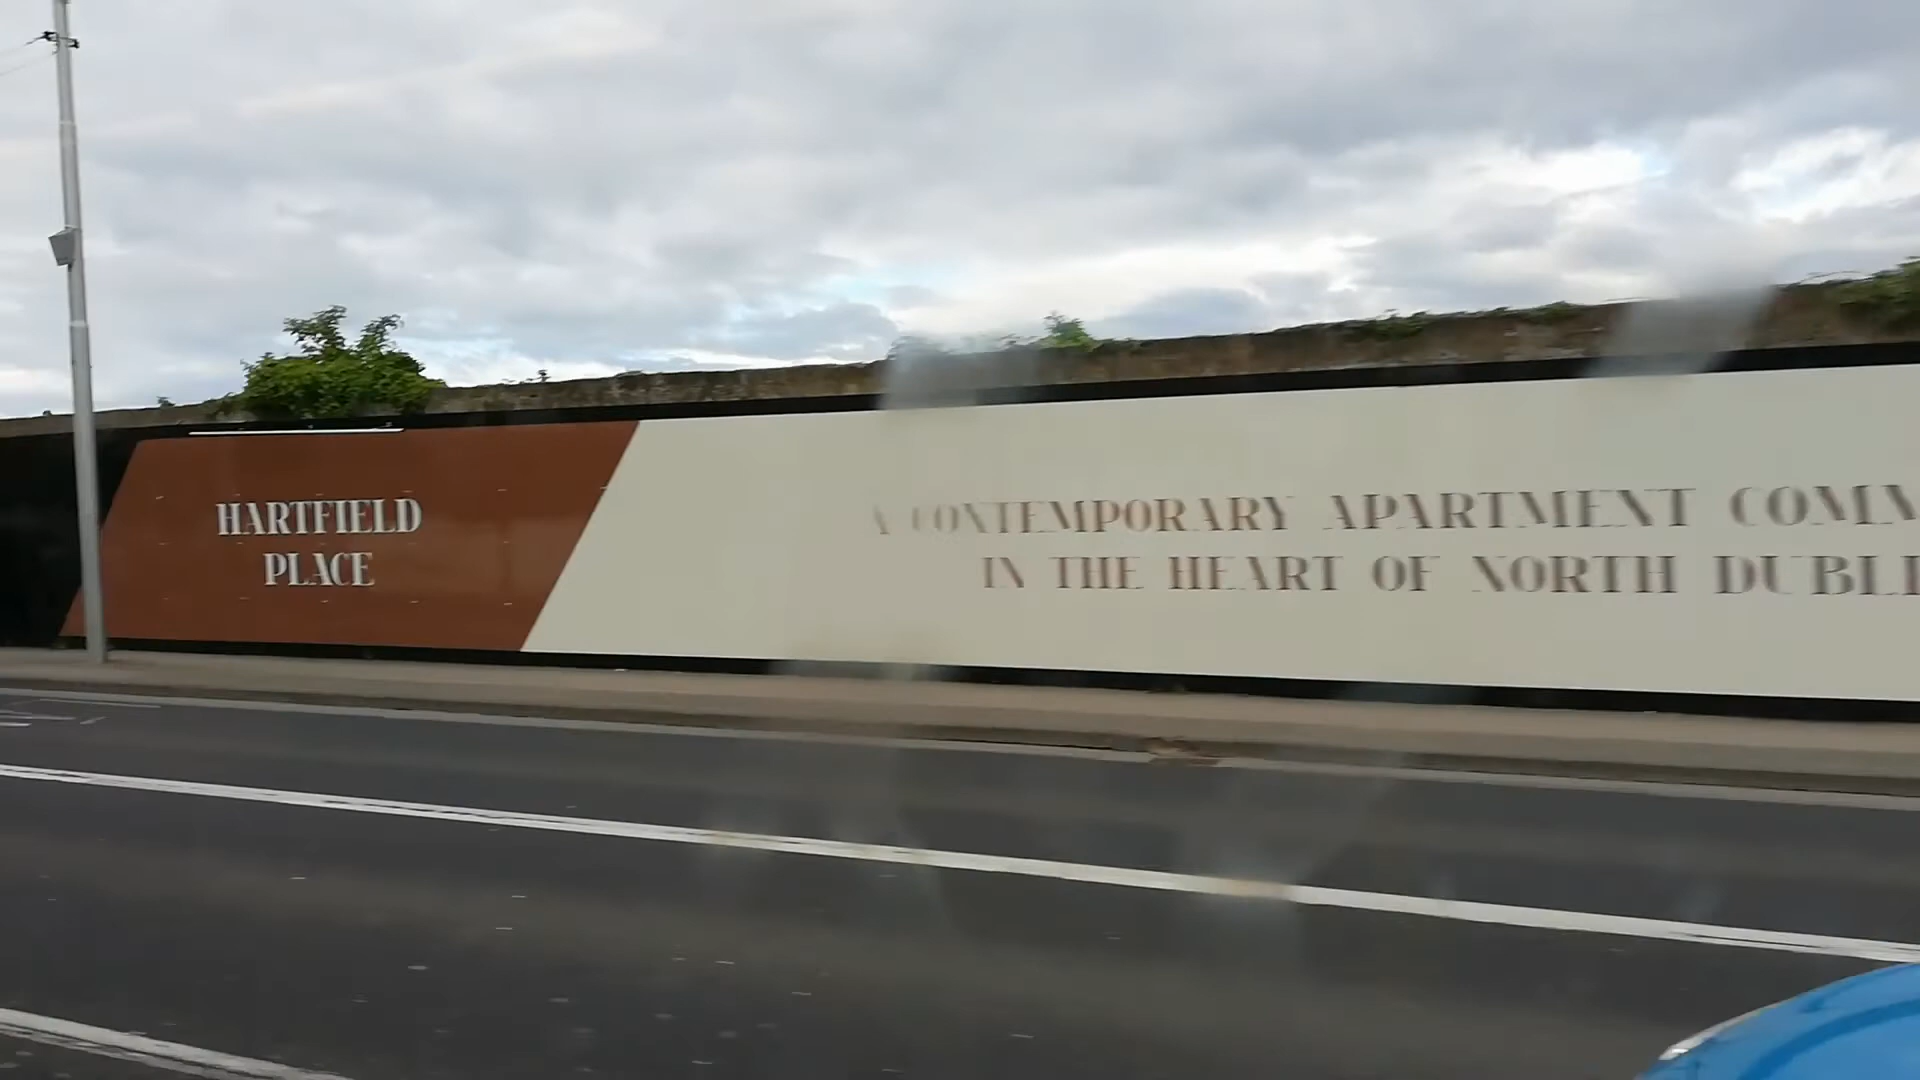 HARTFIELD
PLACE
A CONTEMPORARY APARTMENT
IN THE HEART OF NORTH